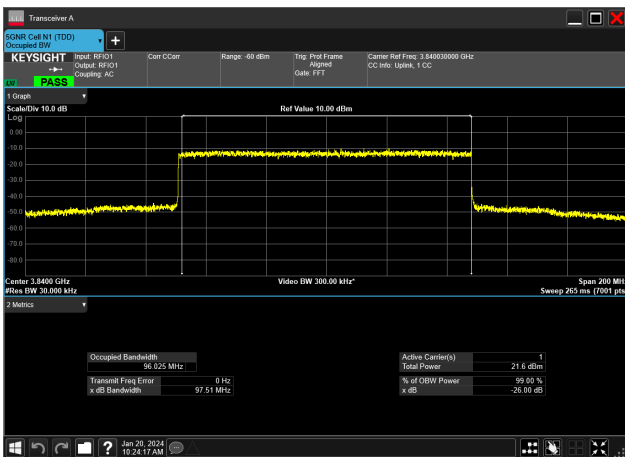 Transceiver A
5GNR Cell N1 (TDD)
Occupied BW
KEYSIGHT
Input: RFIO1
Output: RFIO1
Coupling: AC
Corr CCorr
Range: -60 dBm
Trig: Prot Frame
Aligned
Gate: FFT
Carrier Ref Freq: 3.840030000 GHz
CC Info: Uplink, 1 CC
LV PASS
1 Graph
Scale/Div 10.0 dB
Ref Value 10.00 dBm
Log
0.00
-10.0
-20.0
-30.0
-40.0
-50.0
-60.0
-70.0
-80.0
Center 3.8400 GHz
Video BW 300.00 kHz*
Span 200 MHz
#Res BW 30.000 kHz
Sweep 265 ms (7001 pts
2 Metrics
Occupied Bandwidth
96.025 MHz
Transmit Freq Error 0 Hz
x dB Bandwidth 97.51 MHz
Active Carrier(s) 1
Total Power 21.6 dBm
% of OBW Power 99.00 %
x dB -26.00 dB
Jan 20, 2024
10:24:17 AM